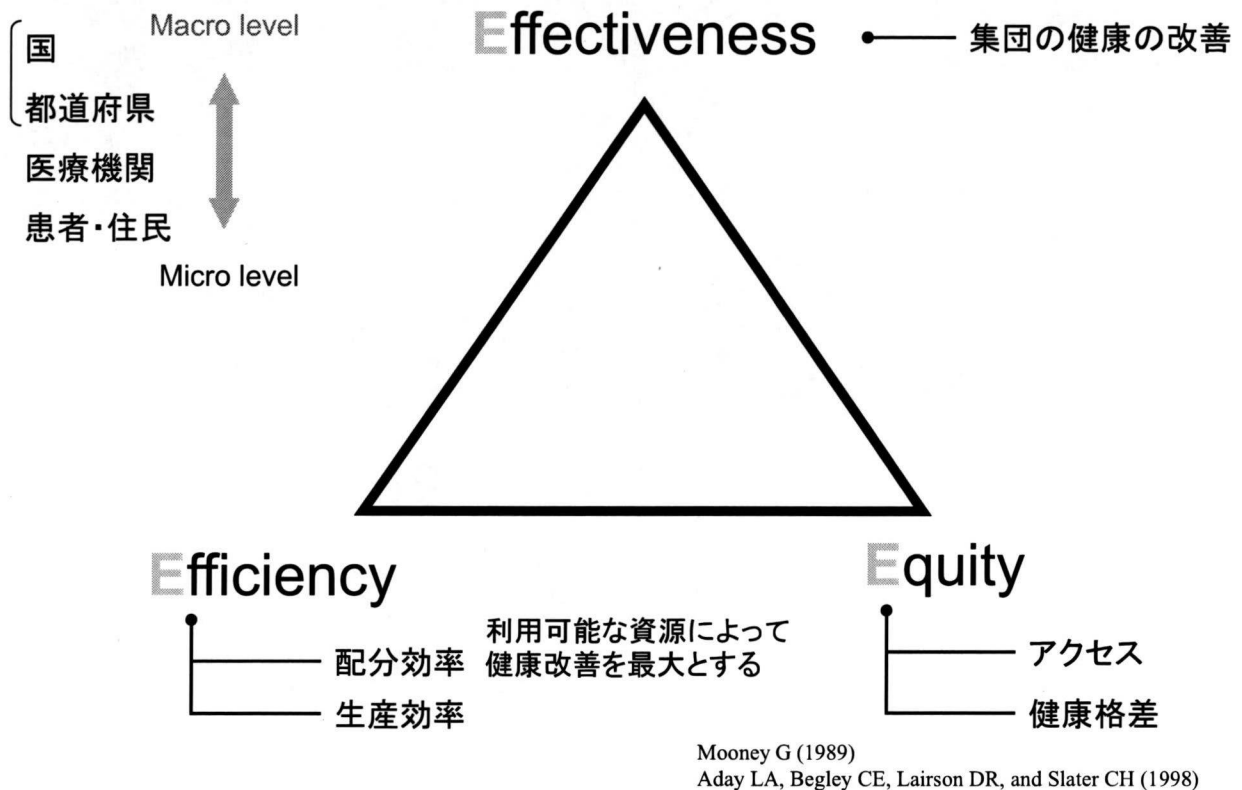 Macro level
国
都道府県
医療機関
患者・住民
Micro level
Effectiveness
集団の健康の改善
Efficiency
配分効率
利用可能な資源によって
健康改善を最大とする
生産効率
Equity
アクセス
健康格差
Mooney G (1989)
Aday LA, Begley CE, Lairson DR, and Slater CH (1998)